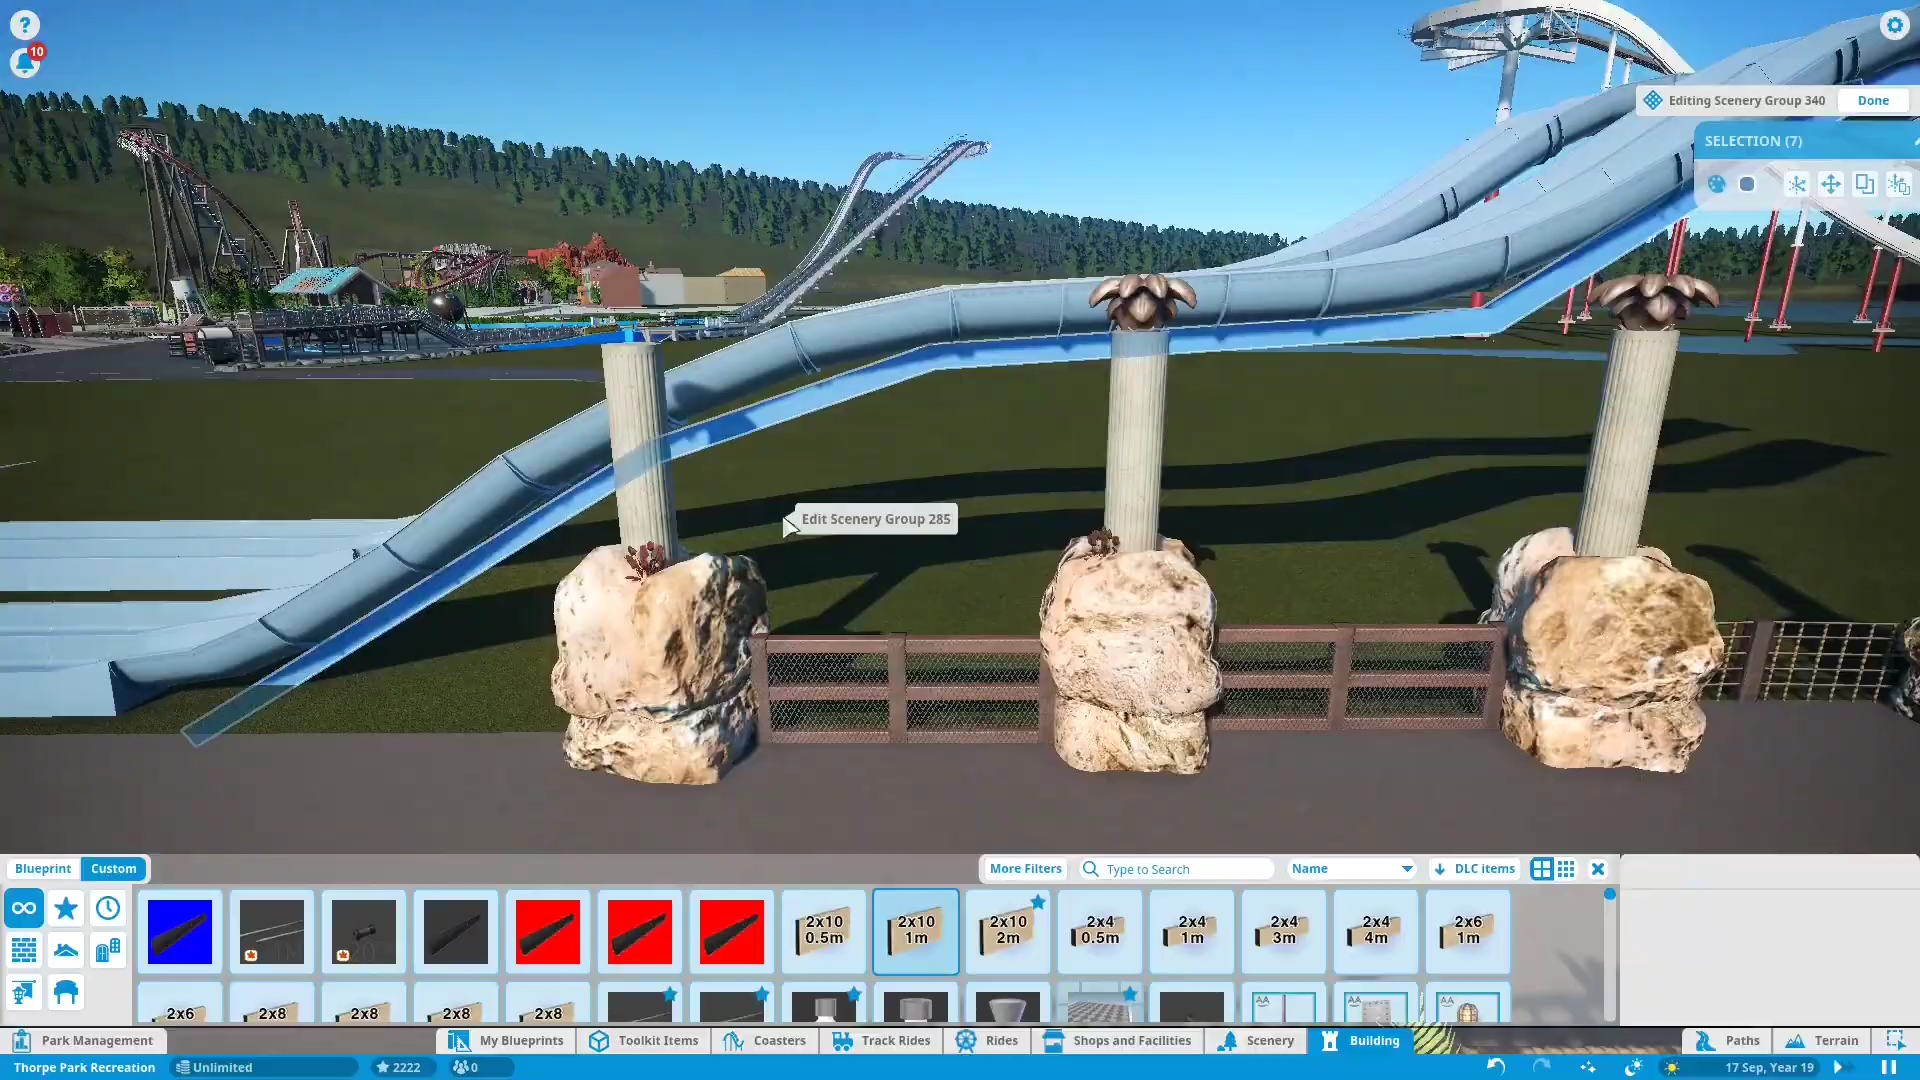 ?
10
Editing Scenery Group 340
Done
SELECTION (7)
Edit Scenery Group 285
Blueprint
Custom
More Filters
Type to Search
Name
DLC items
2x10
0.5m
2x10
1m
2x10
2m
2x4
0.5m
2x4
1m
2x4
3m
2x4
4m
2x6
1m
2x6
2x8
2x8
2x8
2x8
AA
AA
AA
Park Management
My Blueprints
Toolkit Items
Coasters
Track Rides
Rides
Shops and Facilities
Scenery
Building
Paths
Terrain
Thorpe Park Recreation
Unlimited
2222
0
17 Sep, Year 19